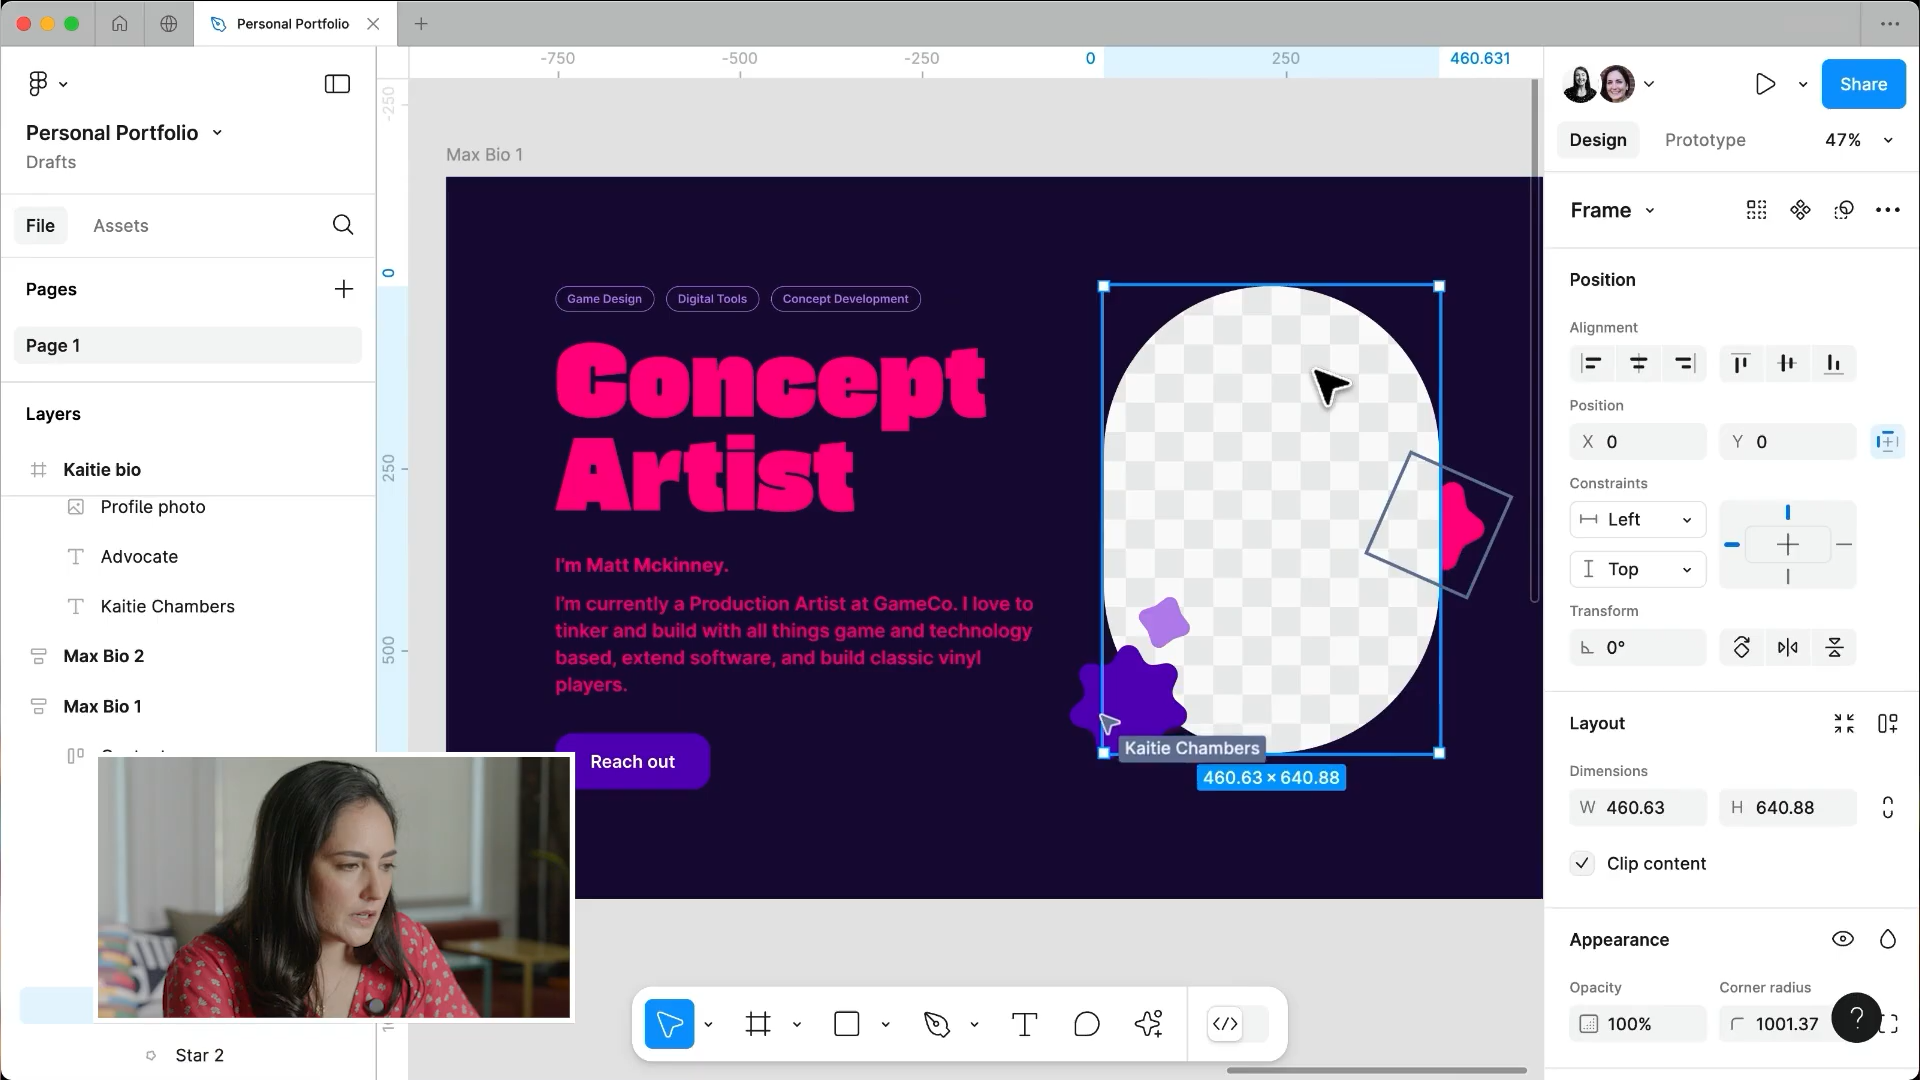 Personal Portfolio
-750
-500
-250
0
250
460.631
Personal Portfolio
Drafts
File
Assets
Pages
Page 1
Layers
Kaitie bio
Profile photo
Advocate
Kaitie Chambers
Max Bio 2
Max Bio 1
Star 2
-250
0
250
500
Max Bio 1
Game Design
Digital Tools
Concept Development
Concept
Artist
I'm Matt Mckinney.
I'm currently a Production Artist at GameCo. I love to
tinker and build with all things game and technology
based, extend software, and build classic vinyl
players.
Reach out
Kaitie Chambers
460.63 × 640.88
Share
Design
Prototype
47%
Frame
Position
Alignment
Position
X 0
Y 0
Constraints
Left
Top
Transform
0°
Layout
Dimensions
W 460.63
H 640.88
Clip content
Appearance
Opacity
Corner radius
100%
1001.37
?